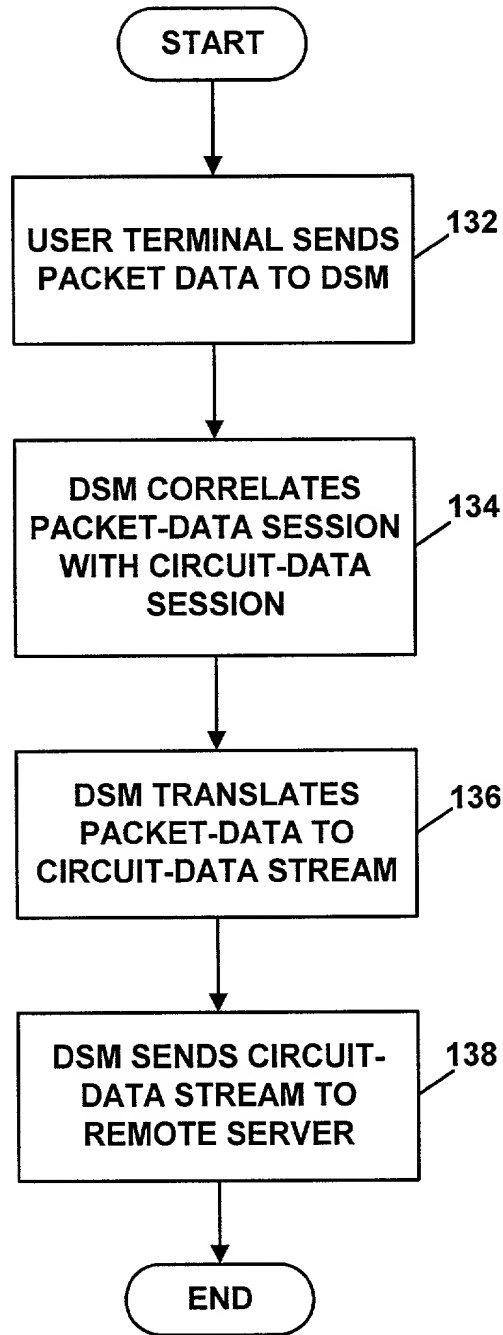 START
USER TERMINAL SENDS
PACKET DATA TO DSM
132
DSM CORRELATES
PACKET-DATA SESSION
WITH CIRCUIT-DATA
SESSION
134
DSM TRANSLATES
PACKET-DATA TO
CIRCUIT-DATA STREAM
136
DSM SENDS CIRCUIT-
DATA STREAM TO
REMOTE SERVER
138
END